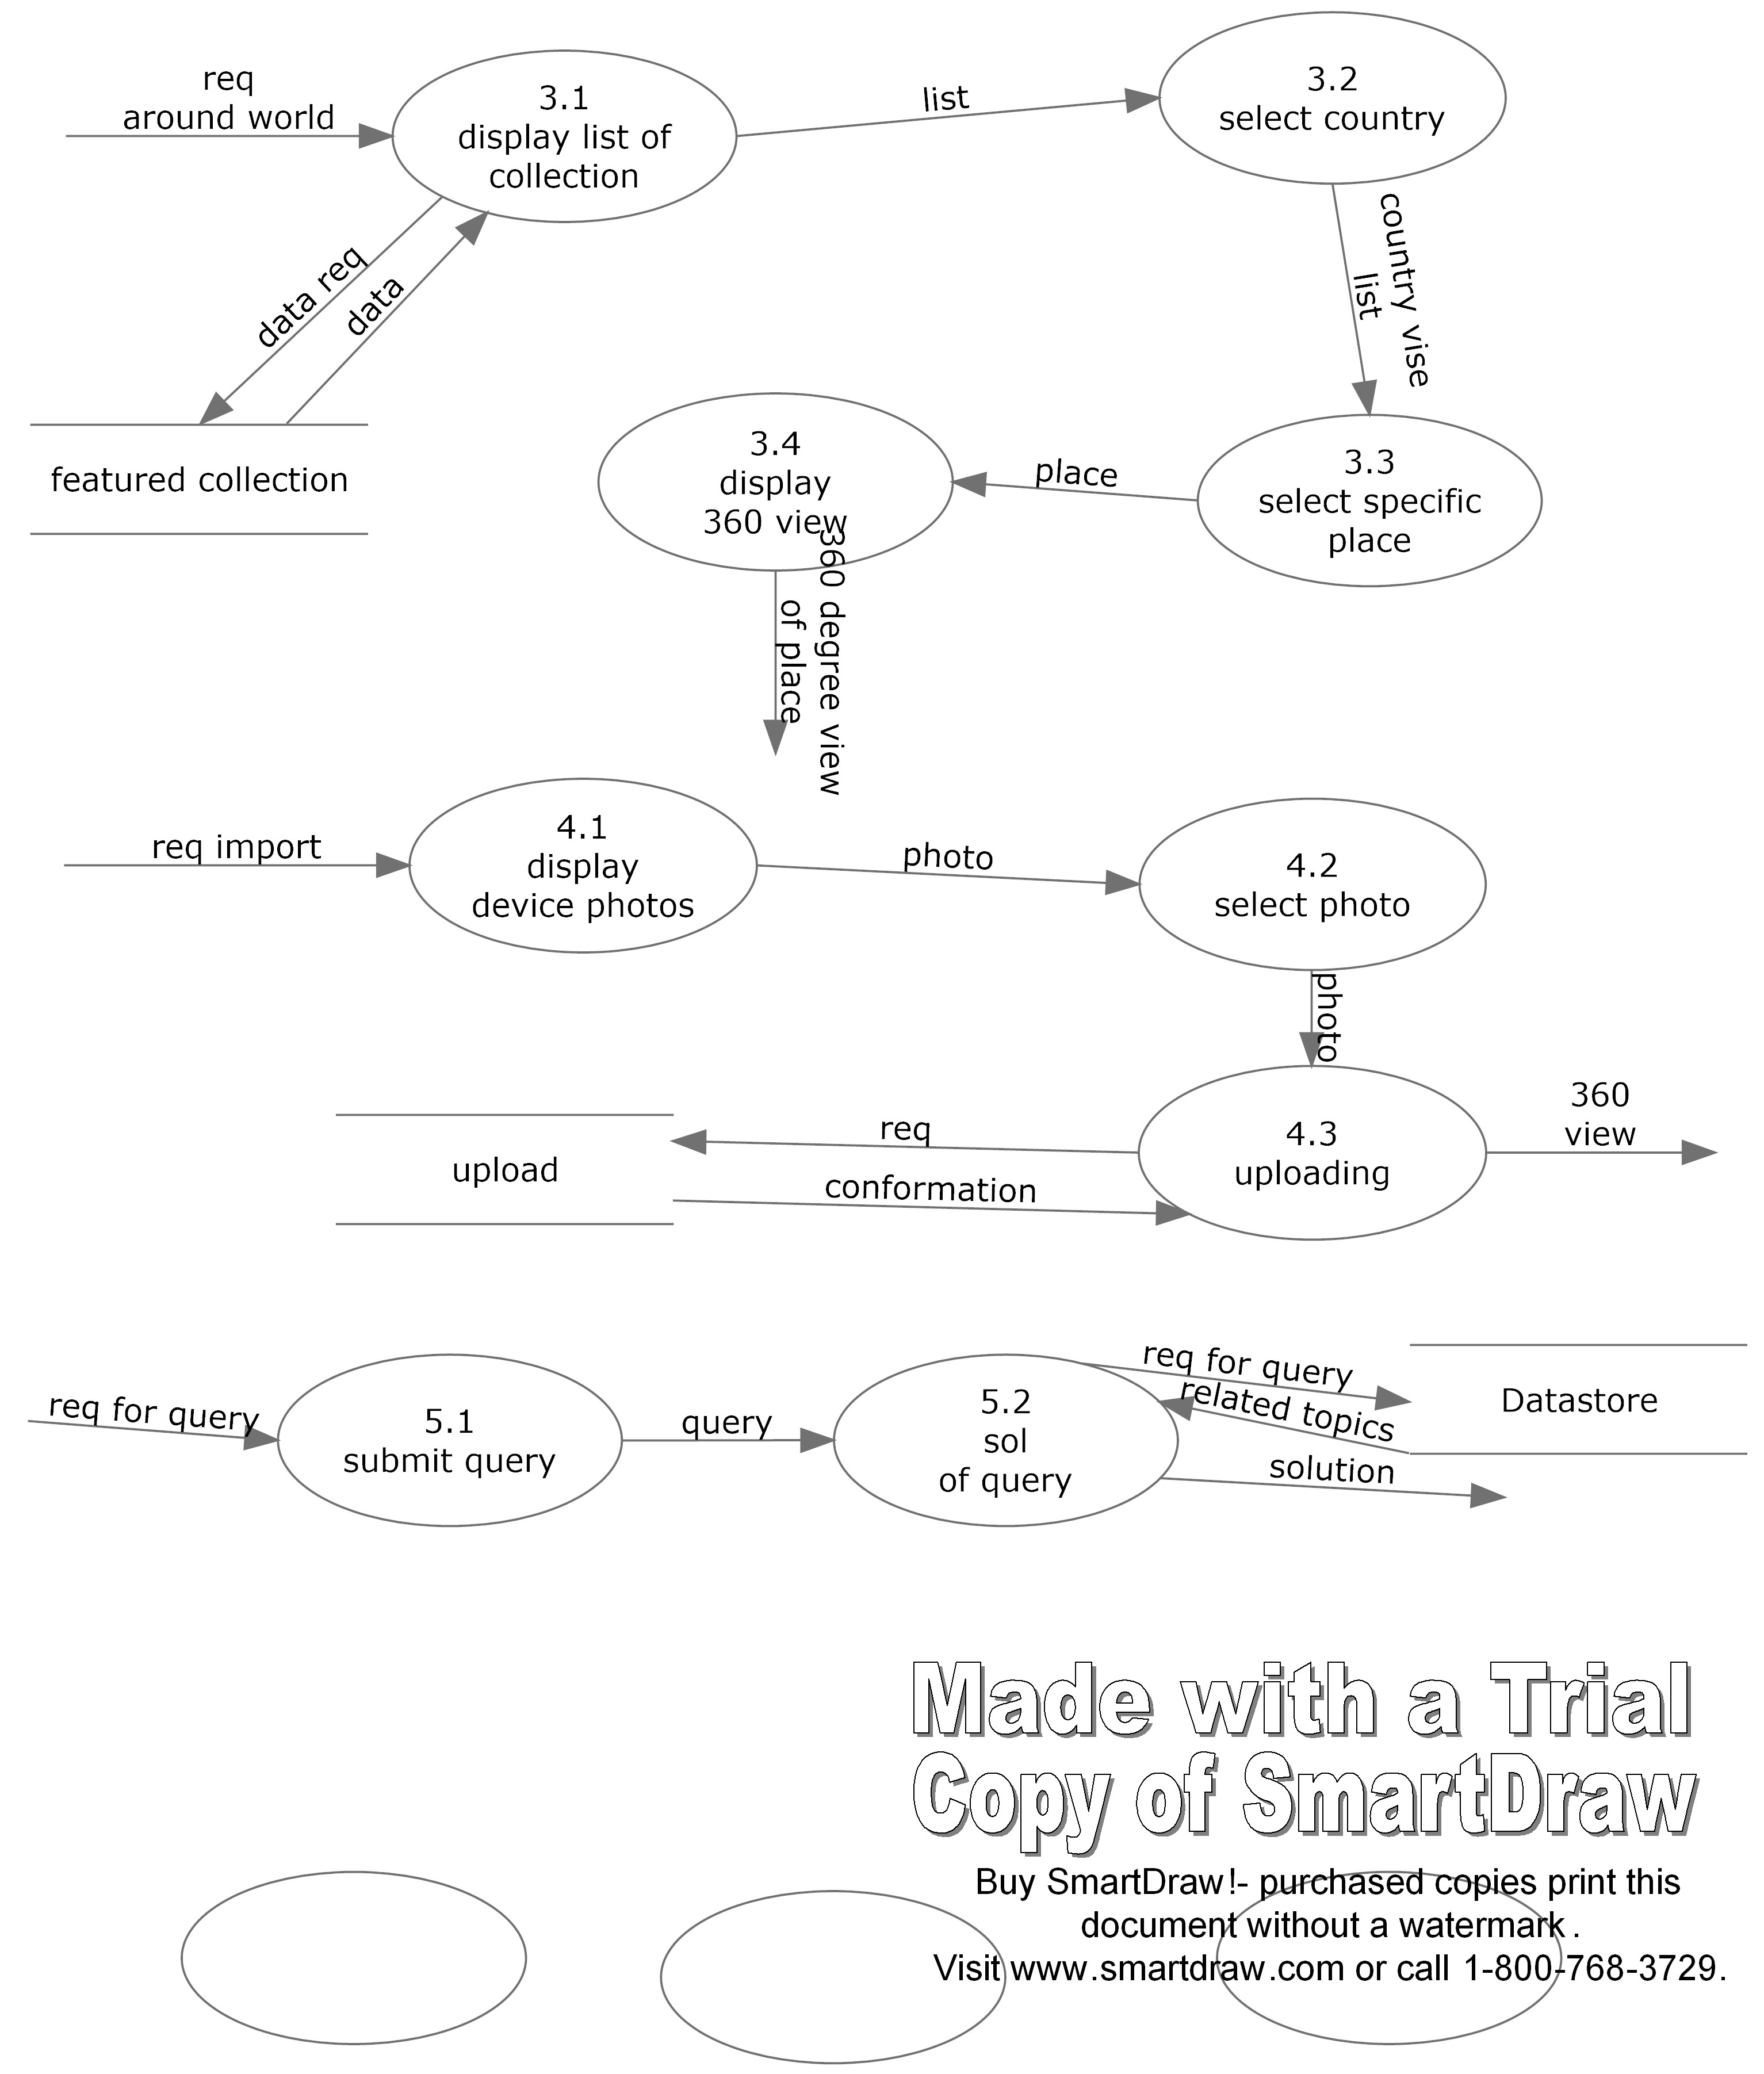 req
around world
3.1
display list of
collection
list
3.2
select country
data req
data
country vise
list
featured collection
3.4
display
360 view
place
3.3
select specific
place
360 degree view
of place
req import
4.1
display
device photos
photo
4.2
select photo
photo
upload
req
conformation
4.3
uploading
360
view
req for query
5.1
submit query
query
5.2
sol
of query
req for query
related topics
Datastore
solution
Made with a Trial
Copy of SmartDraw
Buy SmartDraw!- purchased copies print this
document without a watermark .
Visit www.smartdraw.com or call 1-800-768-3729.